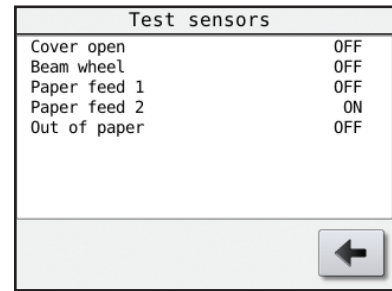 Test sensors
Cover open OFF
Beam wheel OFF
Paper feed 1 OFF
Paper feed 2 ON
Out of paper OFF